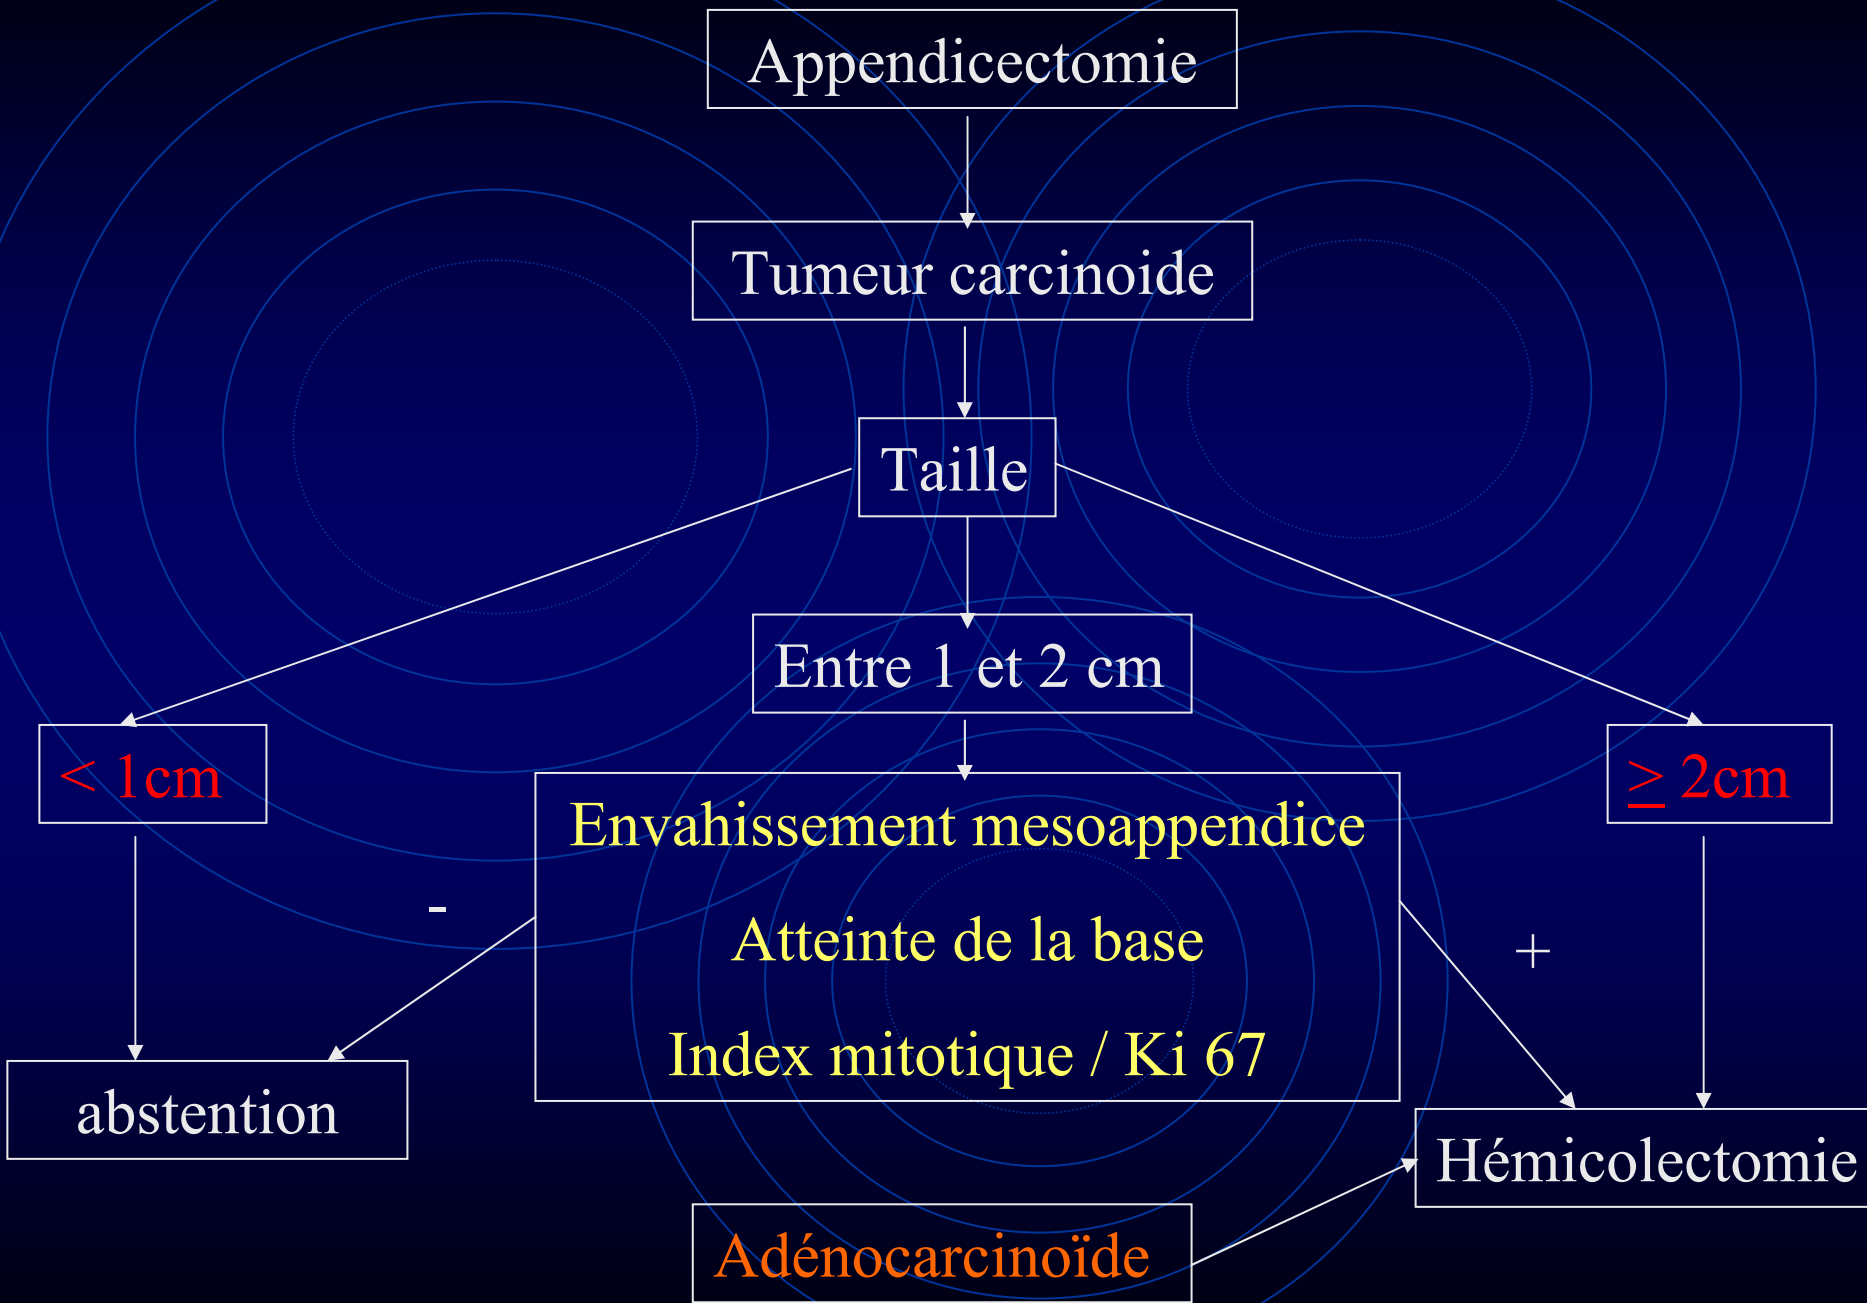 Appendicectomie
Tumeur carcinoide
Taille
Entre 1 et 2 cm
< 1cm
≥ 2cm
Envahissement mesoappendice
-
Atteinte de la base
+
Index mitotique / Ki 67
abstention
Hémicolectomie
Adénocarcinoïde